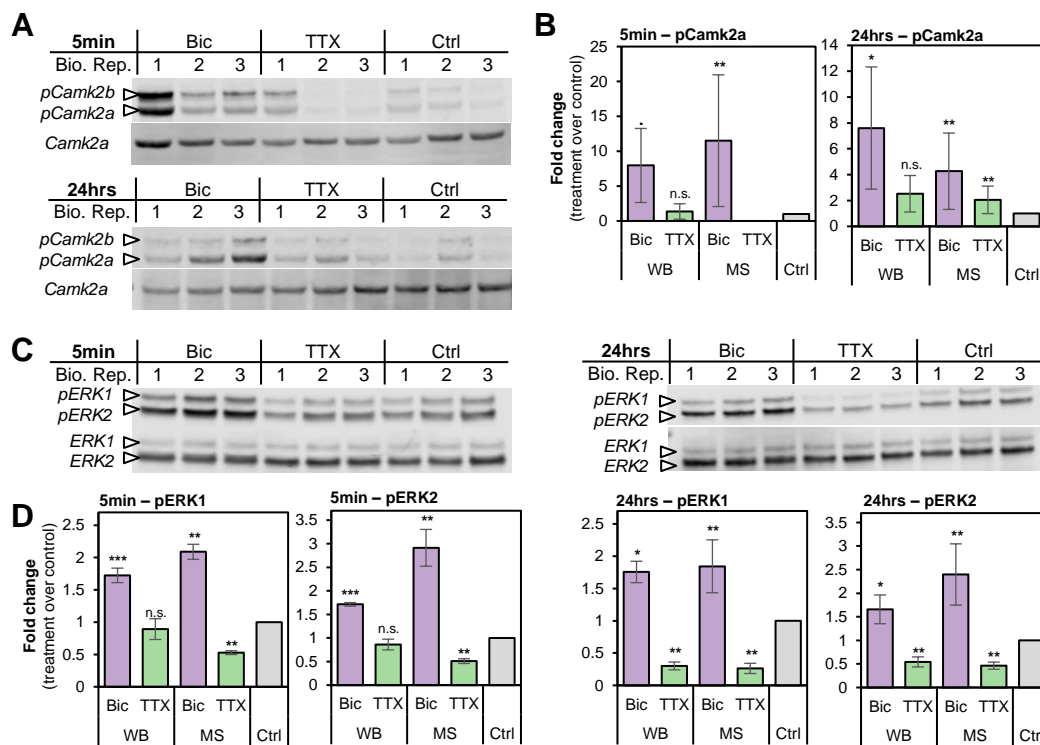 A
5min Bic TTX Ctrl
Bio. Rep. 1 2 3 1 2 3 1 2 3
pCamk2b
pCamk2a
Camk2a
24hrs Bic TTX Ctrl
Bio. Rep. 1 2 3 1 2 3 1 2 3
pCamk2b
pCamk2a
Camk2a
B
5min – pCamk2a
Fold change
(treatment over control)
25
20
15
10
5
0
.
n.s.
**
Bic TTX Bic TTX
WB MS Ctrl
24hrs – pCamk2a
14
12
10
8
6
4
2
0
*
n.s.
**
**
Bic TTX Bic TTX
WB MS Ctrl
C
5min Bic TTX Ctrl
Bio. Rep. 1 2 3 1 2 3 1 2 3
pERK1
pERK2
ERK1
ERK2
24hrs Bic TTX Ctrl
Bio. Rep. 1 2 3 1 2 3 1 2 3
pERK1
pERK2
ERK1
ERK2
D
5min – pERK1
Fold change
(treatment over control)
2.5
2
1.5
1
0.5
0
***
n.s.
**
**
Bic TTX Bic TTX
WB MS Ctrl
5min – pERK2
3.5
3
2.5
2
1.5
1
0.5
0
***
n.s.
**
**
Bic TTX Bic TTX
WB MS Ctrl
24hrs – pERK1
Fold change
(treatment over control)
2.5
2
1.5
1
0.5
0
*
**
**
**
Bic TTX Bic TTX
WB MS Ctrl
24hrs – pERK2
3.5
3
2.5
2
1.5
1
0.5
0
*
**
**
**
Bic TTX Bic TTX
WB MS Ctrl